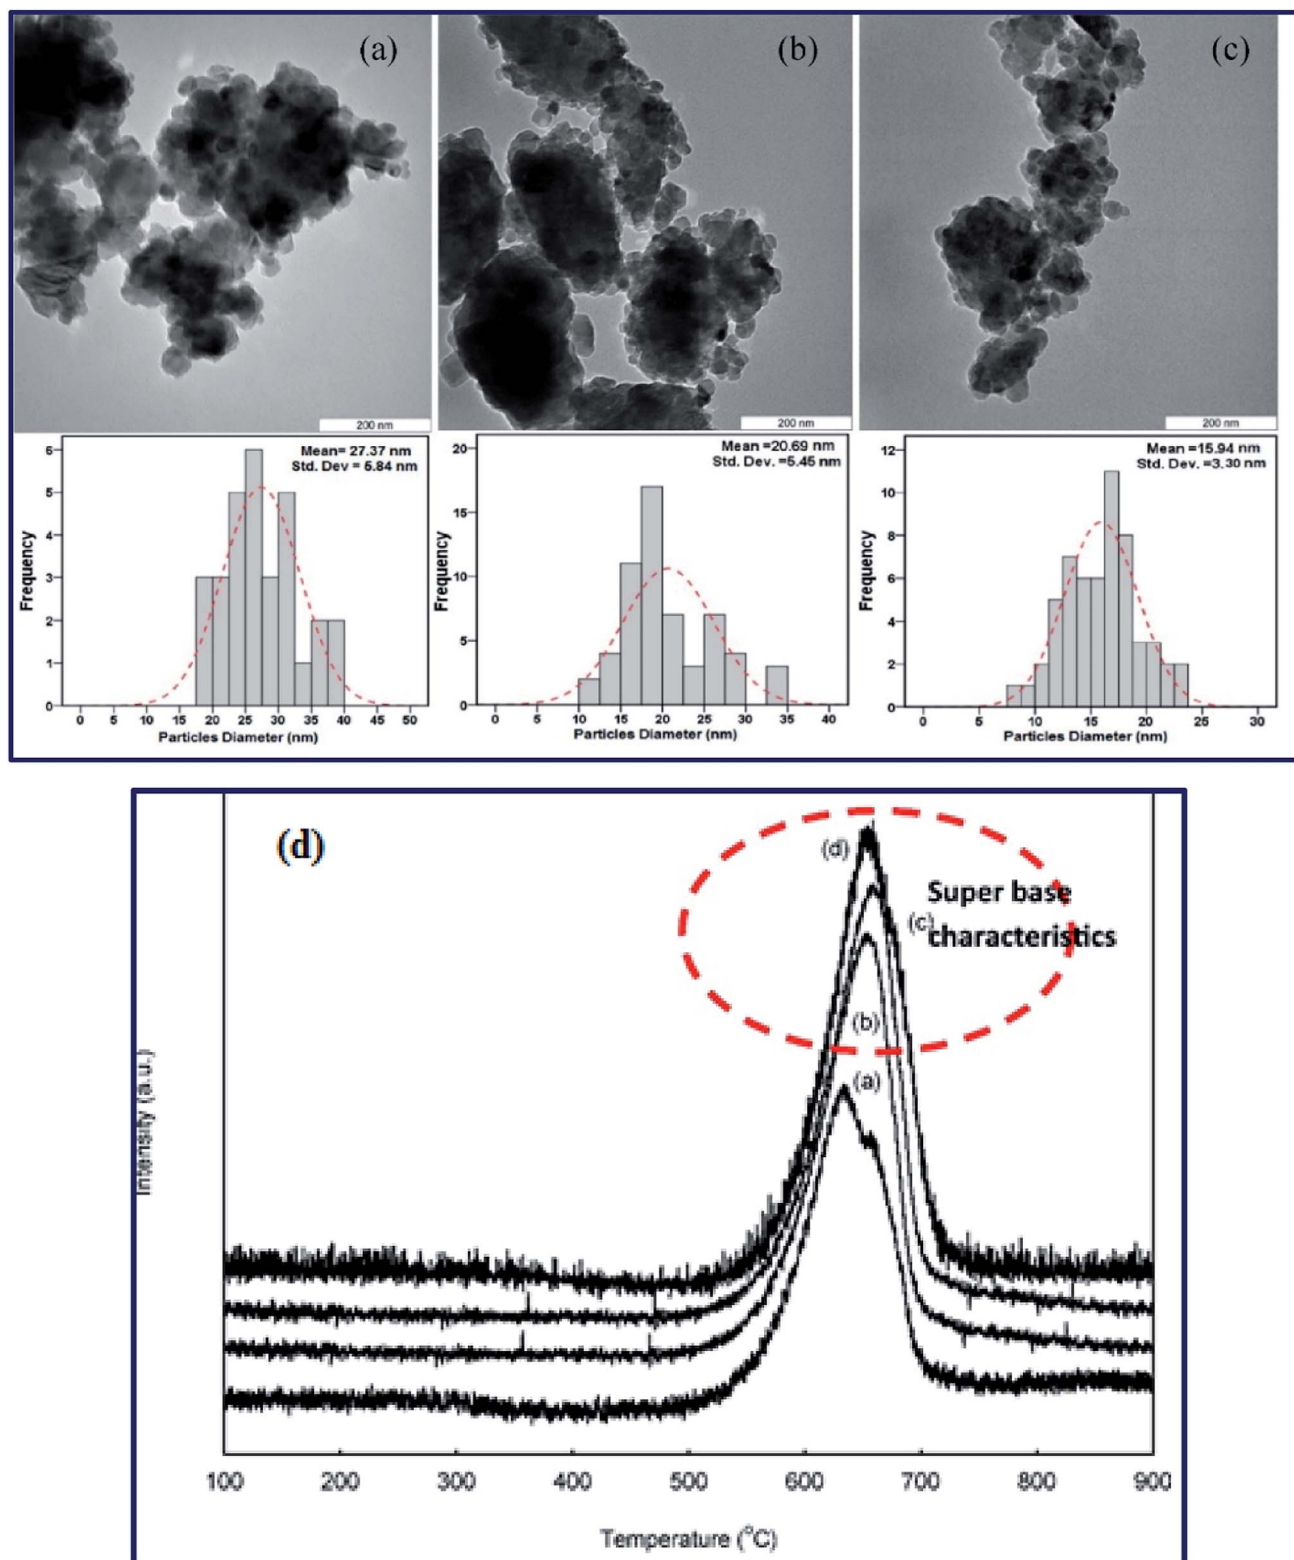 (a)
(b)
(c)
200 nm
200 nm
200 nm
Mean= 27.37 nm
Std. Dev = 5.84 nm
Frequency
6
5
4
3
2
1
0
0 5 10 15 20 25 30 35 40 45 50
Particles Diameter (nm)
Mean =20.69 nm
Std. Dev. =5.45 nm
Frequency
20
15
10
5
0
0 5 10 15 20 25 30 35 40
Particles Diameter (nm)
Mean =15.94 nm
Std. Dev. =3.30 nm
Frequency
12
10
8
6
4
2
0
0 5 10 15 20 25 30
Particles Diameter (nm)
(d)
(d)
Super base
(c)
characteristics
(b)
(a)
Intensity (a.u.)
100 200 300 400 500 600 700 800 900
Temperature (°C)